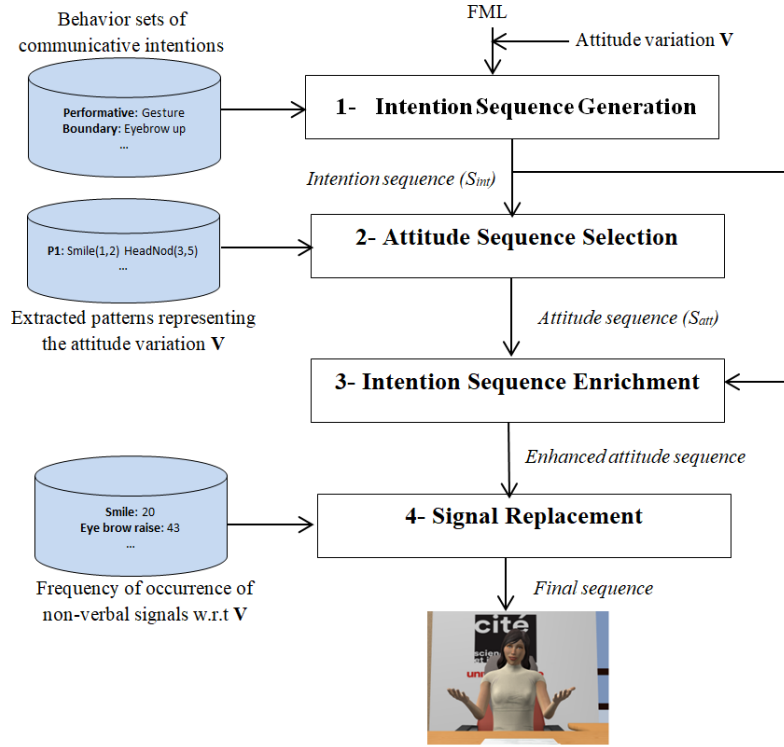 Behavior sets of
communicative intentions
FML
Attitude variation V
Performative: Gesture
Boundary: Eyebrow up
...
1- Intention Sequence Generation
Intention sequence (Sint)
P1: Smile(1,2) HeadNod(3,5)
...
2- Attitude Sequence Selection
Extracted patterns representing
the attitude variation V
Attitude sequence (Satt)
3- Intention Sequence Enrichment
Enhanced attitude sequence
Smile: 20
Eye brow raise: 43
...
4- Signal Replacement
Frequency of occurrence of
non-verbal signals w.r.t V
Final sequence
cité